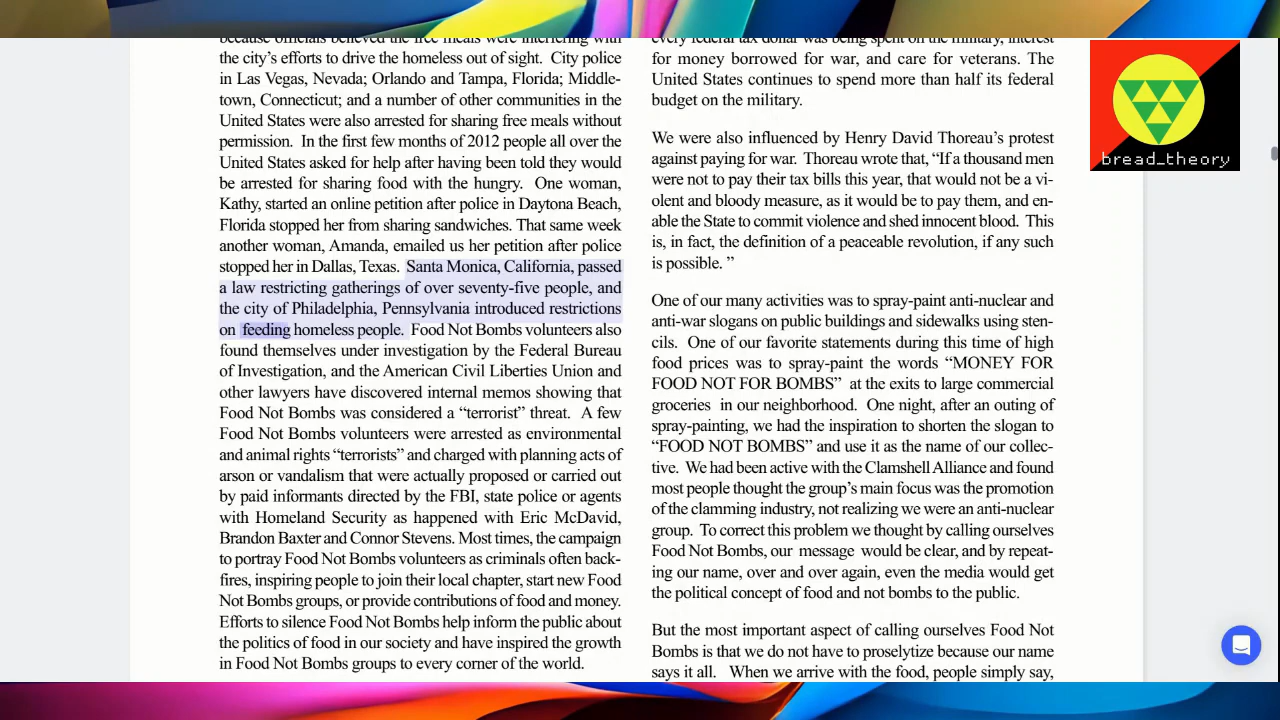 because officials believed the free meals were interfering with
the city's efforts to drive the homeless out of sight.  City police
in Las Vegas, Nevada; Orlando and Tampa, Florida; Middle-
town, Connecticut; and a number of other communities in the
United States were also arrested for sharing free meals without
permission.  In the first few months of 2012 people all over the
United States asked for help after having been told they would
be arrested for sharing food with the hungry.  One woman,
Kathy, started an online petition after police in Daytona Beach,
Florida stopped her from sharing sandwiches. That same week
another woman, Amanda, emailed us her petition after police
stopped her in Dallas, Texas.  Santa Monica, California, passed
a law restricting gatherings of over seventy-five people, and
the city of Philadelphia, Pennsylvania introduced restrictions
on feeding homeless people.  Food Not Bombs volunteers also
found themselves under investigation by the Federal Bureau
of Investigation, and the American Civil Liberties Union and
other lawyers have discovered internal memos showing that
Food Not Bombs was considered a “terrorist” threat.  A few
Food Not Bombs volunteers were arrested as environmental
and animal rights “terrorists” and charged with planning acts of
arson or vandalism that were actually proposed or carried out
by paid informants directed by the FBI, state police or agents
with Homeland Security as happened with Eric McDavid,
Brandon Baxter and Connor Stevens. Most times, the campaign
to portray Food Not Bombs volunteers as criminals often back-
fires, inspiring people to join their local chapter, start new Food
Not Bombs groups, or provide contributions of food and money.
Efforts to silence Food Not Bombs help inform the public about
the politics of food in our society and have inspired the growth
in Food Not Bombs groups to every corner of the world.
every federal tax dollar was being spent on the military, interest
for money borrowed for war, and care for veterans. The
United States continues to spend more than half its federal
budget on the military.
We were also influenced by Henry David Thoreau's protest
against paying for war.  Thoreau wrote that, “If a thousand men
were not to pay their tax bills this year, that would not be a vi-
olent and bloody measure, as it would be to pay them, and en-
able the State to commit violence and shed innocent blood.  This
is, in fact, the definition of a peaceable revolution, if any such
is possible. ”
One of our many activities was to spray-paint anti-nuclear and
anti-war slogans on public buildings and sidewalks using sten-
cils.  One of our favorite statements during this time of high
food prices was to spray-paint the words “MONEY FOR
FOOD NOT FOR BOMBS”  at the exits to large commercial
groceries  in our neighborhood.  One night, after an outing of
spray-painting, we had the inspiration to shorten the slogan to
“FOOD NOT BOMBS” and use it as the name of our collec-
tive.  We had been active with the Clamshell Alliance and found
most people thought the group's main focus was the promotion
of the clamming industry, not realizing we were an anti-nuclear
group.  To correct this problem we thought by calling ourselves
Food Not Bombs, our  message  would be clear, and by repeat-
ing our name, over and over again, even the media would get
the political concept of food and not bombs to the public.
But the most important aspect of calling ourselves Food Not
Bombs is that we do not have to proselytize because our name
says it all.   When we arrive with the food, people simply say,
bread_theory